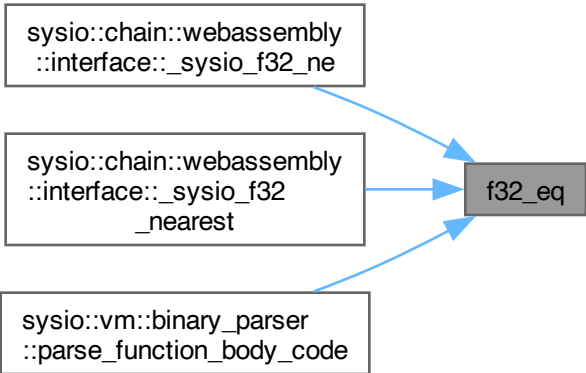 sysio::chain::webassembly
::interface::_sysio_f32_ne
sysio::chain::webassembly
::interface::_sysio_f32
_nearest
f32_eq
sysio::vm::binary_parser
::parse_function_body_code